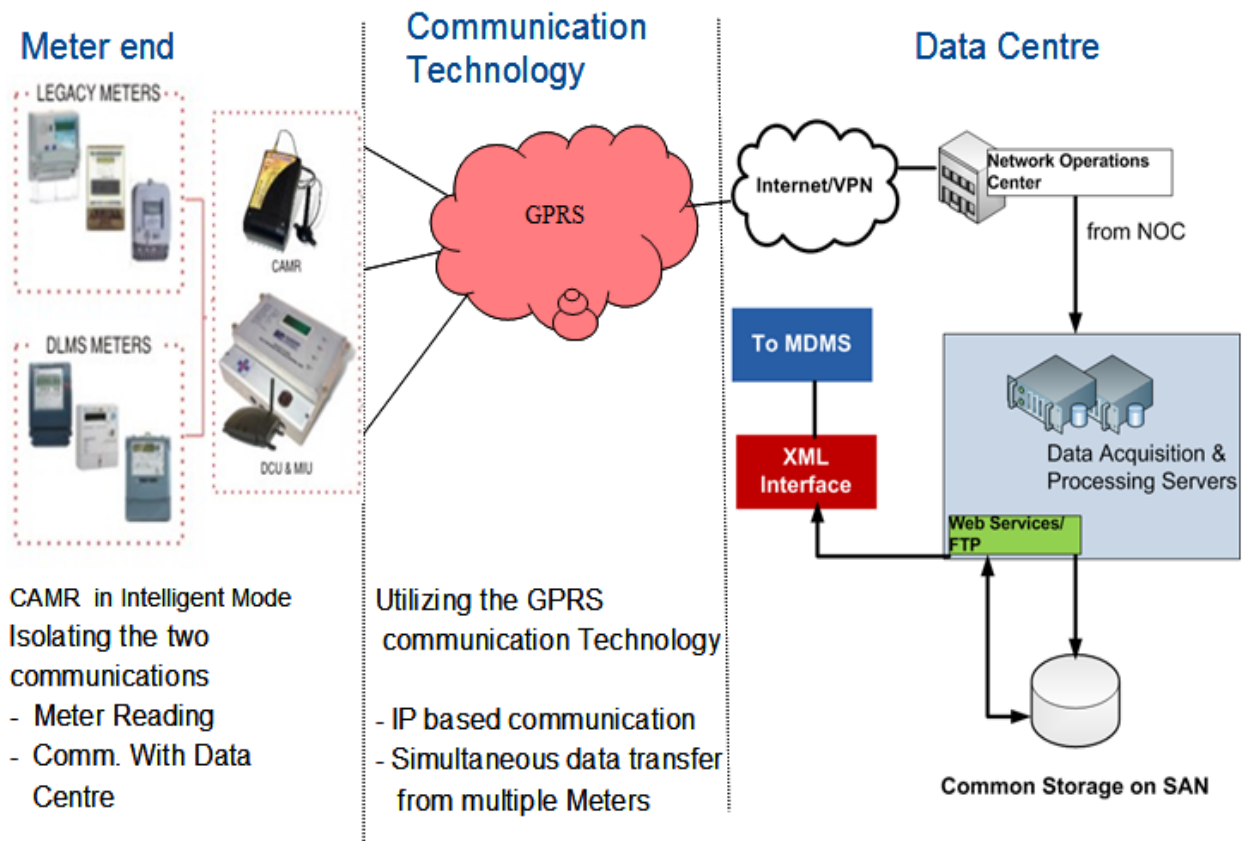 Meter end
LEGACY METERS
CAMR
DLMS METERS
DCU & MIU
CAMR in Intelligent Mode
Isolating the two
communications
- Meter Reading
- Comm. With Data
Centre
Communication
Technology
GPRS
Utilizing the GPRS
communication Technology
- IP based communication
- Simultaneous data transfer
from multiple Meters
Data Centre
Internet/VPN
Network Operations
Center
from NOC
To MDMS
XML
Interface
Data Acquisition &
Processing Servers
Web Services/
FTP
Common Storage on SAN